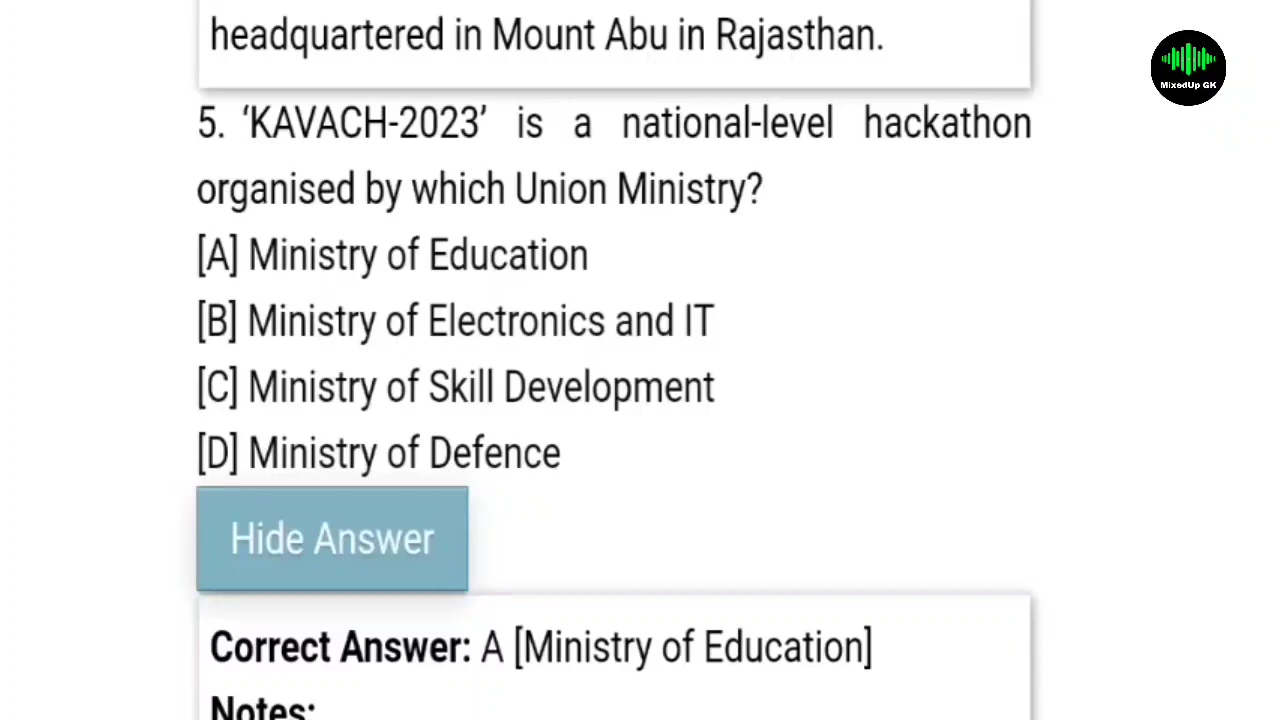 headquartered in Mount Abu in Rajasthan.
MixedUp GK
5. ‘KAVACH-2023’ is a national-level hackathon
organised by which Union Ministry?
[A] Ministry of Education
[B] Ministry of Electronics and IT
[C] Ministry of Skill Development
[D] Ministry of Defence
Hide Answer
Correct Answer: A [Ministry of Education]
Notes: